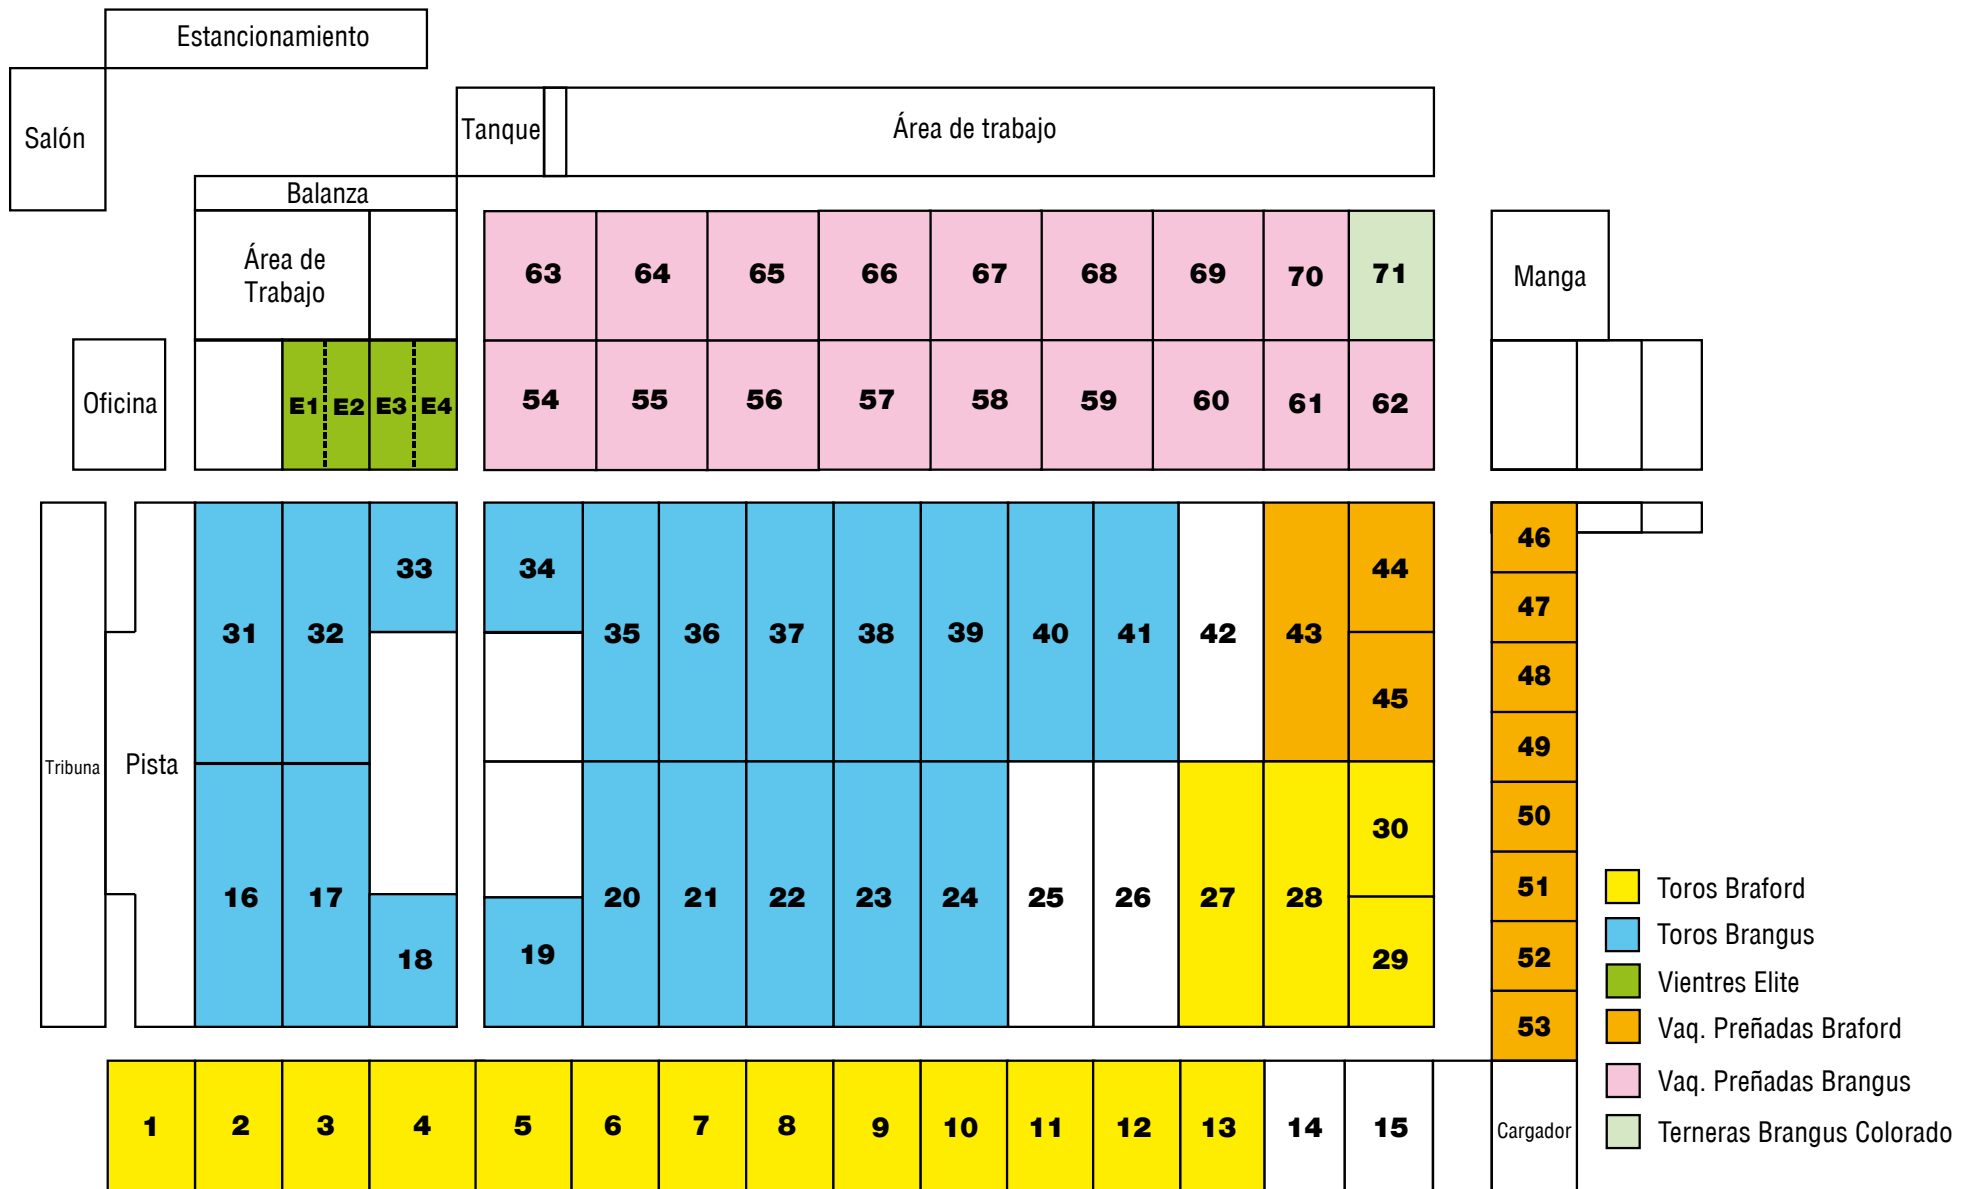 Estancionamiento
Salón
Tanque
Área de trabajo
Balanza
Área de
Trabajo
63 64 65 66 67 68 69 70 71
Manga
Oficina
E1 E2 E3 E4
54 55 56 57 58 59 60 61 62
Tribuna
Pista
31 32 33
34 35 36 37 38 39 40 41 42 43 44
45
46
47
48
49
50
51
52
53
16 17 18
19 20 21 22 23 24 25 26 27 28 30
29
1 2 3 4 5 6 7 8 9 10 11 12 13 14 15
Cargador
Toros Braford
Toros Brangus
Vientres Elite
Vaq. Preñadas Braford
Vaq. Preñadas Brangus
Terneras Brangus Colorado